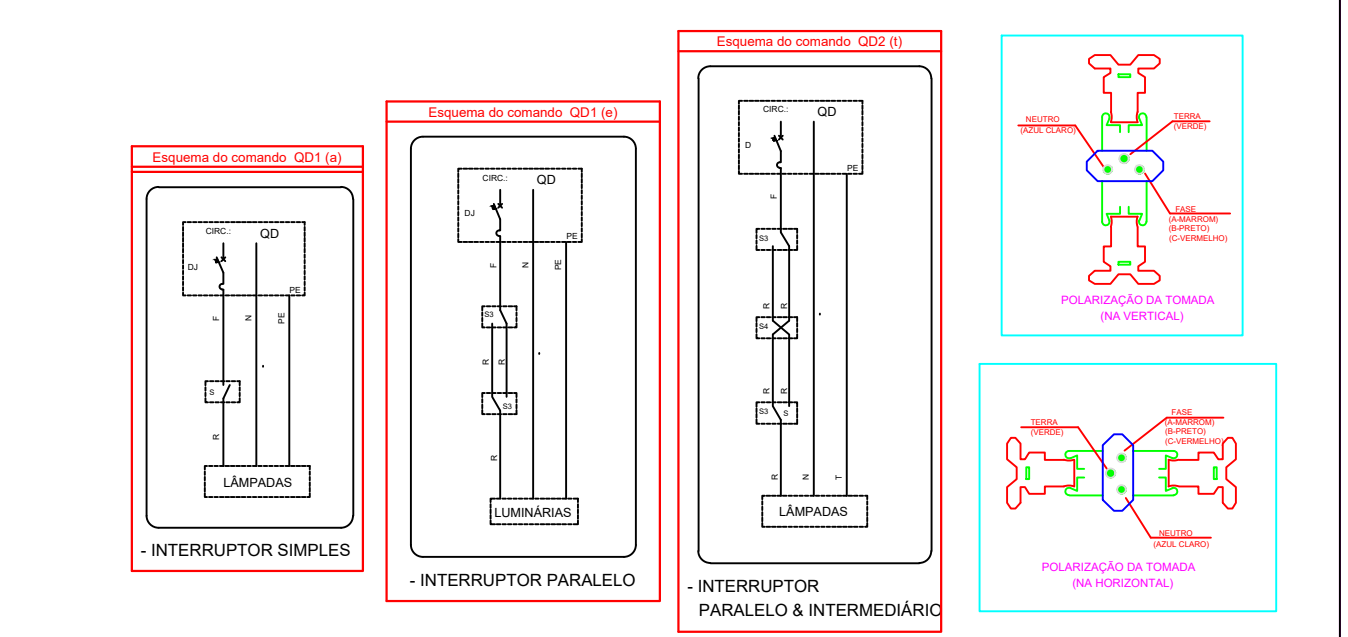 Esquema do comando QD1 (a)
CIRC.:
QD
DJ
PE
F
N
PE
S
R
LÂMPADAS
- INTERRUPTOR SIMPLES
Esquema do comando QD1 (e)
CIRC.:
QD
DJ
PE
F
N
PE
S3
R
R
S3
R
LUMINÁRIAS
- INTERRUPTOR PARALELO
Esquema do comando QD2 (t)
CIRC.:
QD
D
PE
F
S3
R
R
S4
R
R
S3
S
R
N
T
LÂMPADAS
- INTERRUPTOR
PARALELO & INTERMEDIÁRIO
NEUTRO
(AZUL CLARO)
TERRA
(VERDE)
FASE
(A-MARROM)
(B-PRETO)
(C-VERMELHO)
POLARIZAÇÃO DA TOMADA
(NA VERTICAL)
TERRA
(VERDE)
FASE
(A-MARROM)
(B-PRETO)
(C-VERMELHO)
NEUTRO
(AZUL CLARO)
POLARIZAÇÃO DA TOMADA
(NA HORIZONTAL)